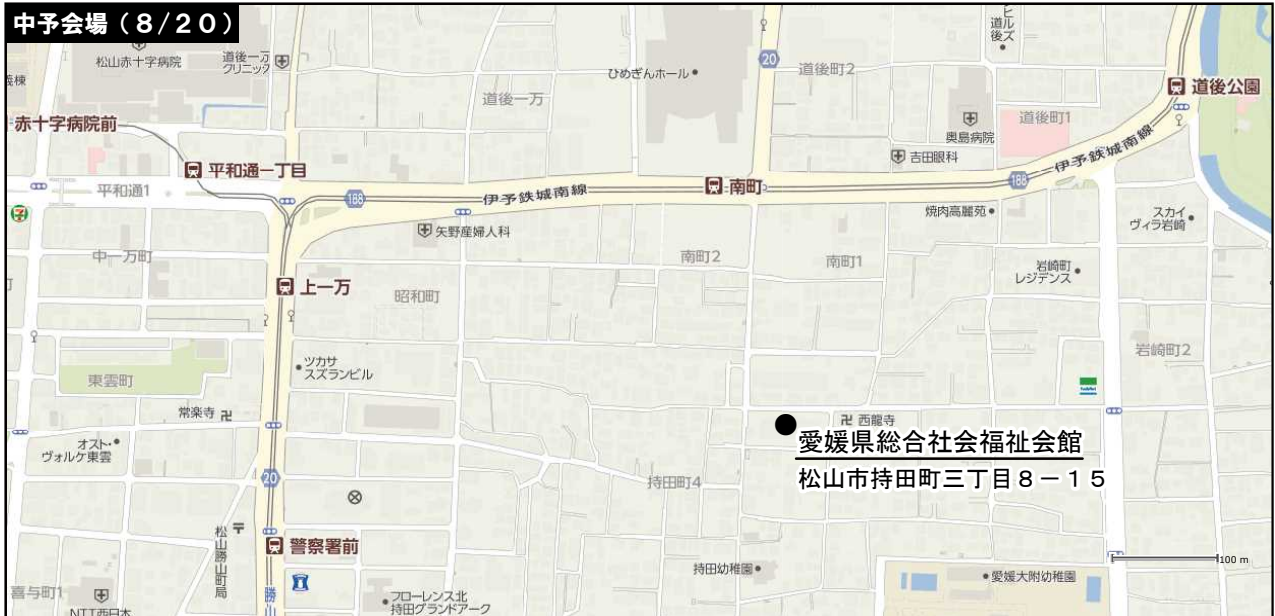 中予会場（8/20）
松山赤十字病院
道後一万
クリニック
ひめぎんホール
20
道後町2
道後公園
道後一万
道後町1
奥島病院
吉田眼科
赤十字病院前
平和通一丁目
平和通1
188
伊予鉄城南線
南町
188
伊予鉄城南線
矢野産婦人科
焼肉高麗苑
スカイ
ヴィラ岩崎
中一万町
南町2
南町1
岩崎町
レジデンス
上一万
昭和町
岩崎町2
東雲町
ツカサ
スズランビル
FamilyMart
常楽寺
西龍寺
オスト・
ヴォルケ東雲
愛媛県総合社会福祉会館
松山市持田町三丁目8－15
20
持田町4
松山
勝山町局
警察署前
100 m
持田幼稚園
愛媛大附幼稚園
喜与町1
フローレンス北
持田グランドアーク
NTT西日本
勝山